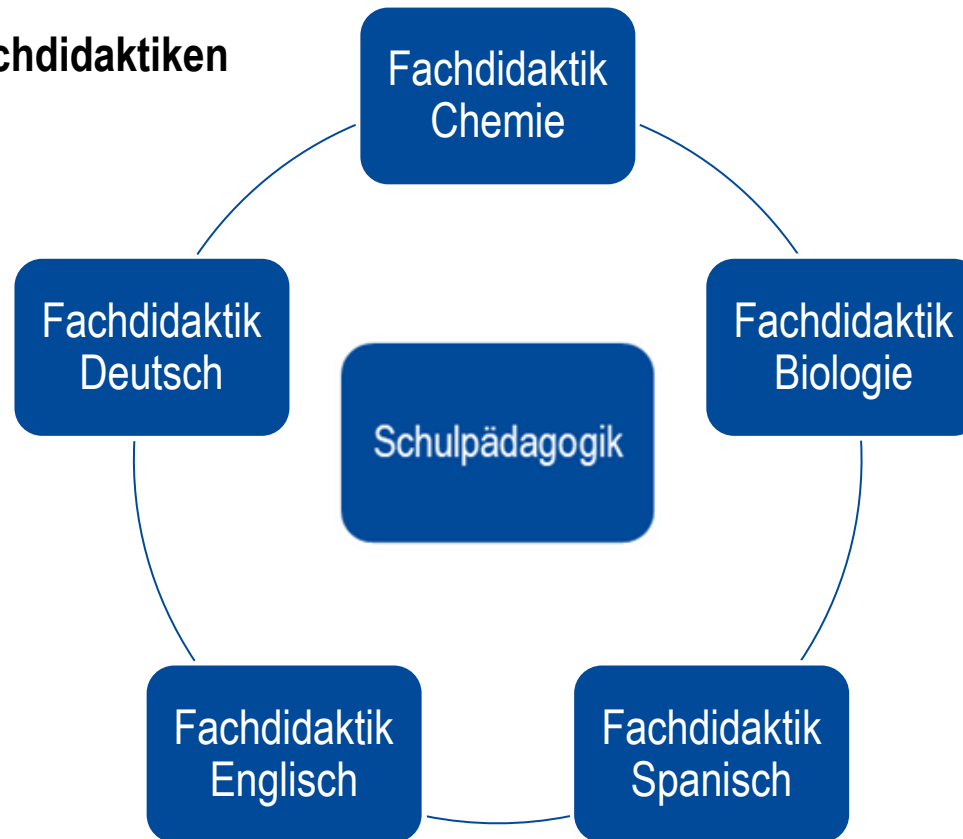 chdidaktiken
Fachdidaktik
Chemie
Fachdidaktik
Deutsch
Fachdidaktik
Biologie
Schulpädagogik
Fachdidaktik
Englisch
Fachdidaktik
Spanisch